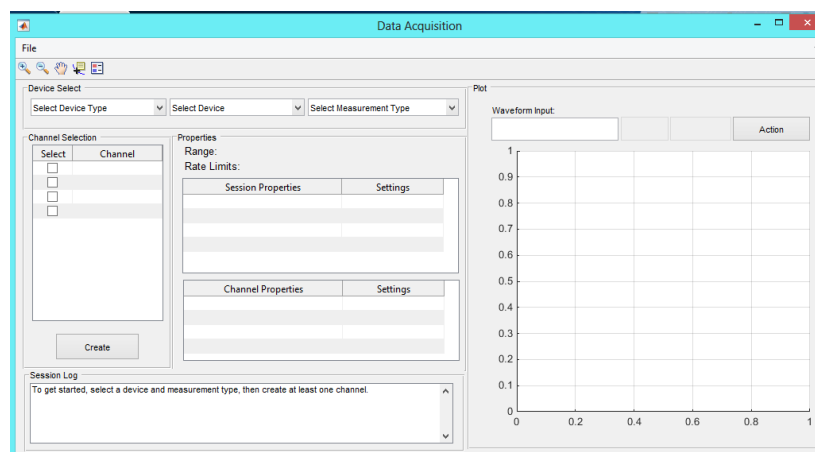 Data Acquisition
File
Device Select
Select Device Type
Select Device
Select Measurement Type
Channel Selection
Select Channel
Create
Properties
Range:
Rate Limits:
Session Properties Settings
Channel Properties Settings
Session Log
To get started, select a device and measurement type, then create at least one channel.
Plot
Waveform Input:
Action
1
0.9
0.8
0.7
0.6
0.5
0.4
0.3
0.2
0.1
0
0 0.2 0.4 0.6 0.8 1